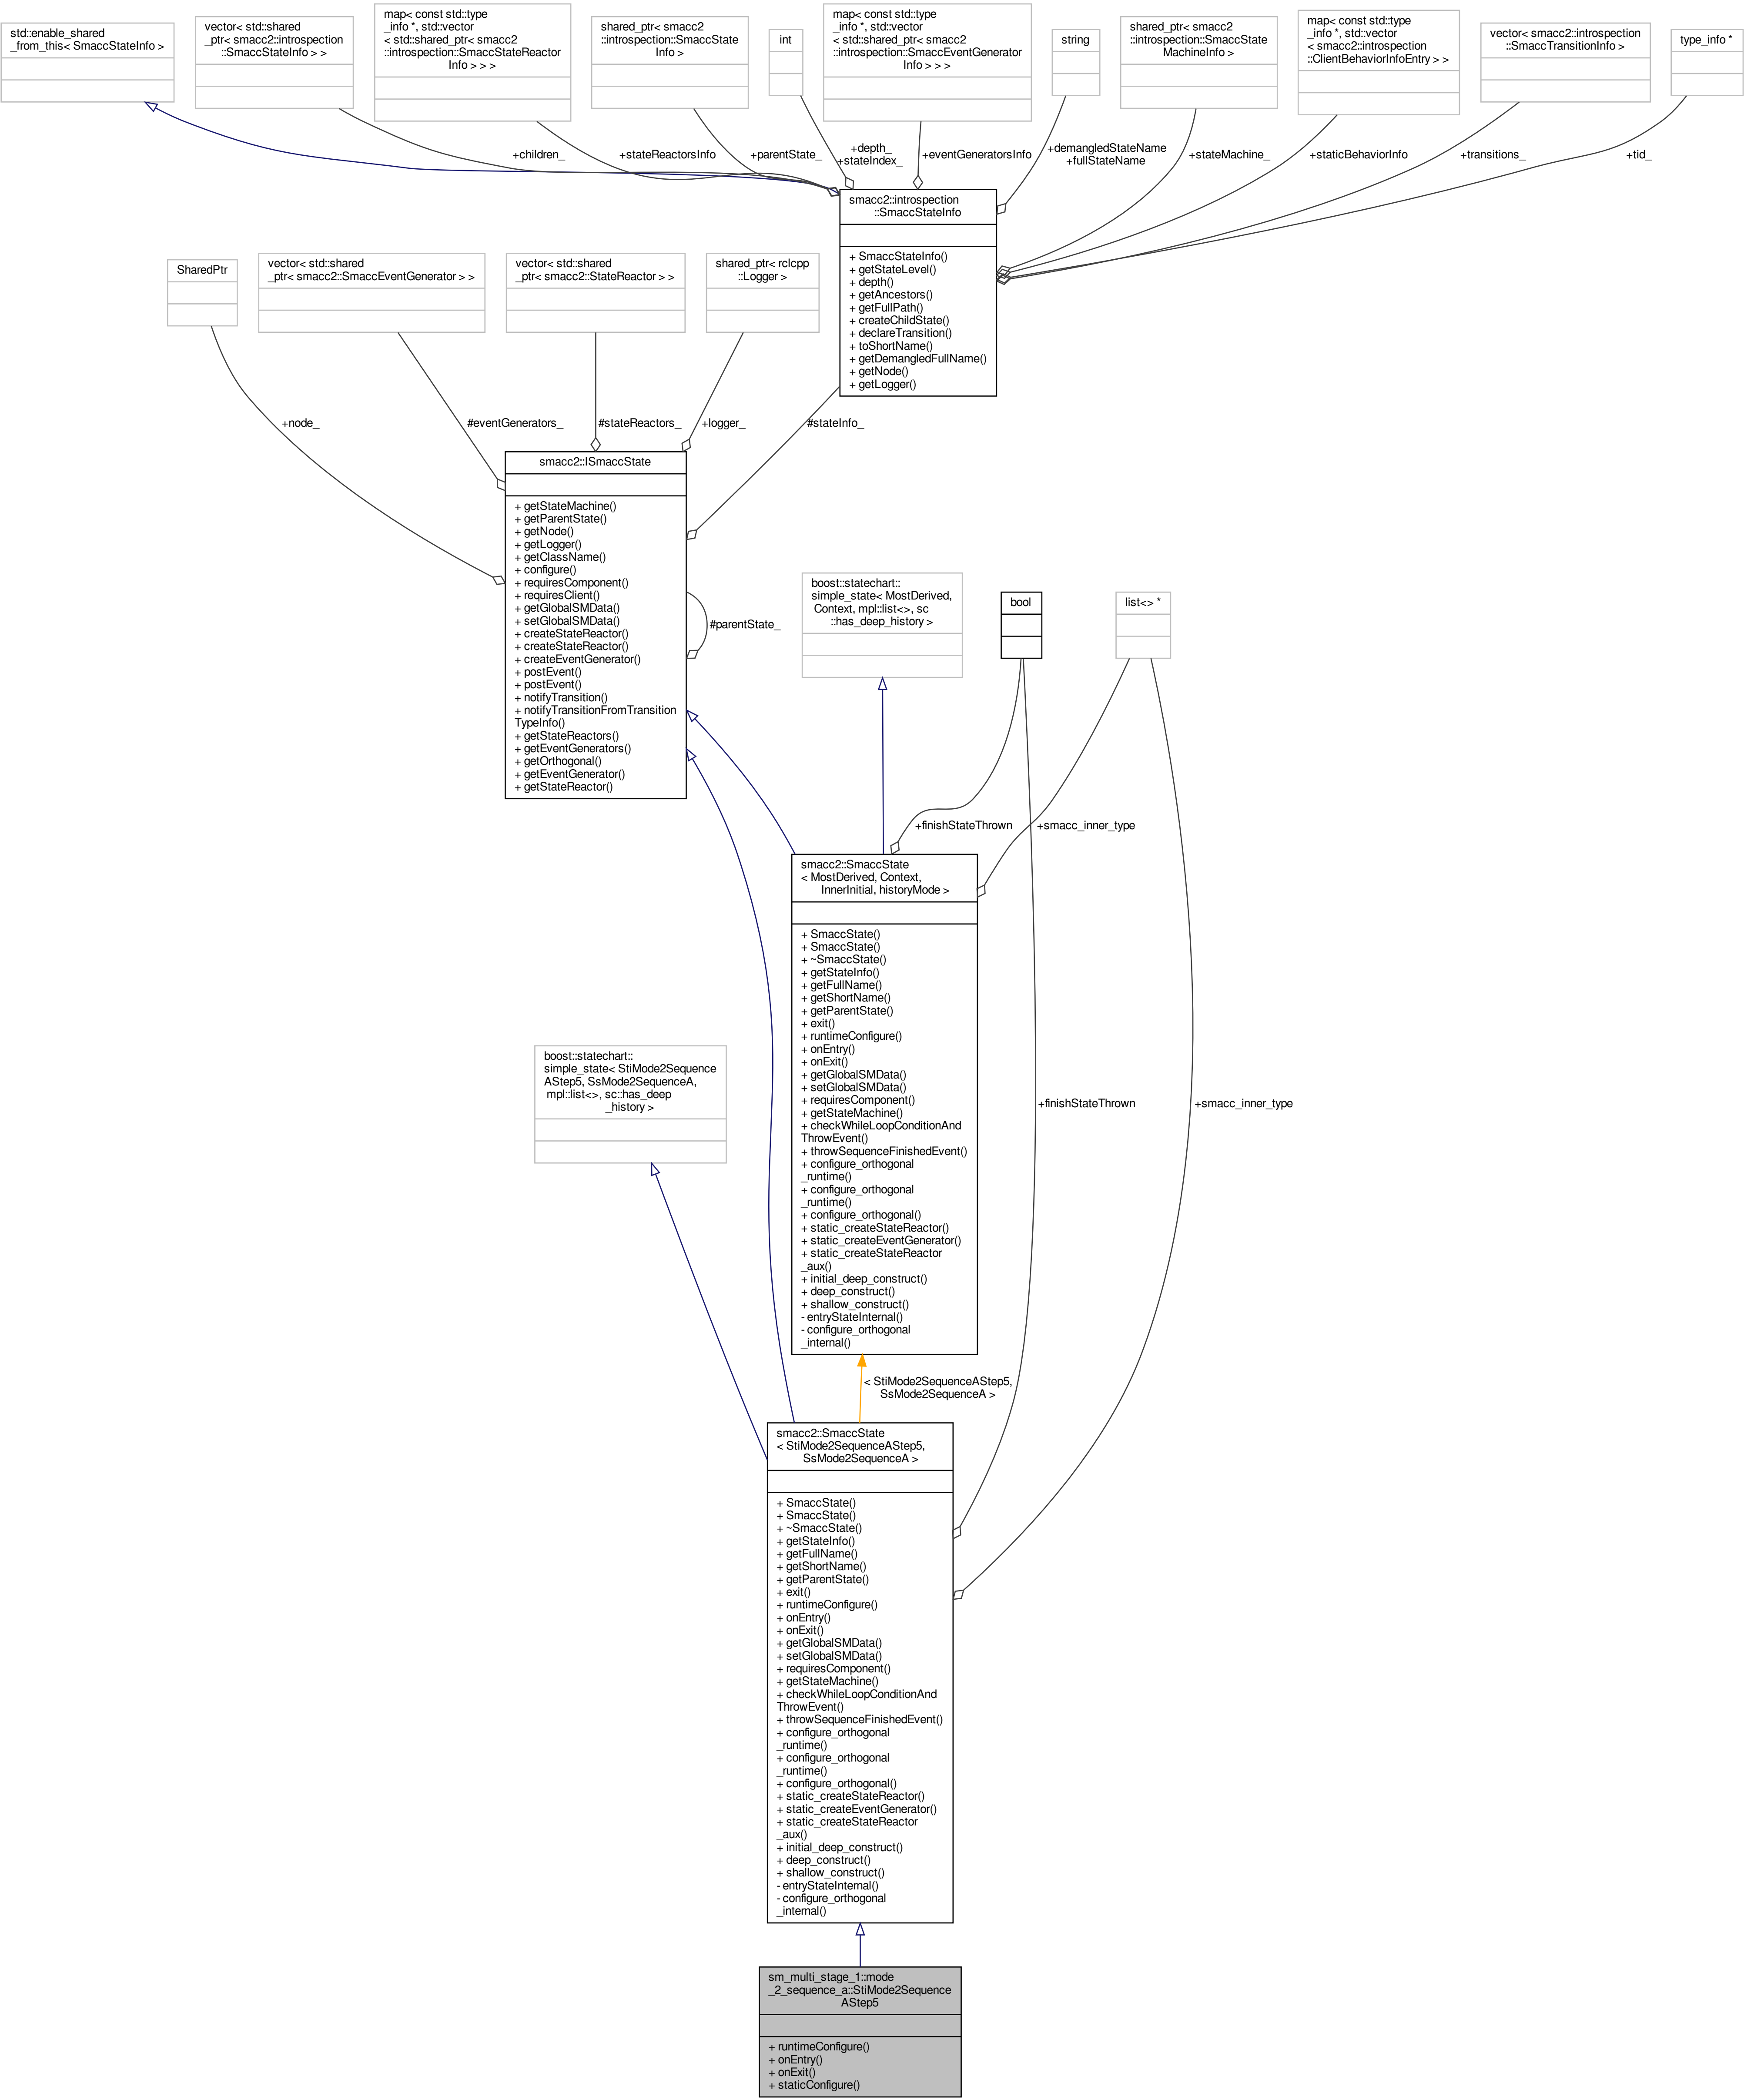 std::enable_shared
_from_this< SmaccStateInfo >
vector< std::shared
_ptr< smacc2::introspection
::SmaccStateInfo > >
map< const std::type
_info *, std::vector
< std::shared_ptr< smacc2
::introspection::SmaccStateReactor
Info > > >
shared_ptr< smacc2
::introspection::SmaccState
Info >
int
map< const std::type
_info *, std::vector
< std::shared_ptr< smacc2
::introspection::SmaccEventGenerator
Info > > >
string
shared_ptr< smacc2
::introspection::SmaccState
MachineInfo >
map< const std::type
_info *, std::vector
< smacc2::introspection
::ClientBehaviorInfoEntry > >
vector< smacc2::introspection
::SmaccTransitionInfo >
type_info *
+children_
+stateReactorsInfo
+parentState_
+depth_
+stateIndex_
+eventGeneratorsInfo
+demangledStateName
+fullStateName
+stateMachine_
+staticBehaviorInfo
+transitions_
+tid_
smacc2::introspection
::SmaccStateInfo
+ SmaccStateInfo()
+ getStateLevel()
+ depth()
+ getAncestors()
+ getFullPath()
+ createChildState()
+ declareTransition()
+ toShortName()
+ getDemangledFullName()
+ getNode()
+ getLogger()
SharedPtr
vector< std::shared
_ptr< smacc2::SmaccEventGenerator > >
vector< std::shared
_ptr< smacc2::StateReactor > >
shared_ptr< rclcpp
::Logger >
+node_
#eventGenerators_
#stateReactors_
+logger_
#stateInfo_
smacc2::ISmaccState
+ getStateMachine()
+ getParentState()
+ getNode()
+ getLogger()
+ getClassName()
+ configure()
+ requiresComponent()
+ requiresClient()
+ getGlobalSMData()
+ setGlobalSMData()
+ createStateReactor()
+ createStateReactor()
+ createEventGenerator()
+ postEvent()
+ postEvent()
+ notifyTransition()
+ notifyTransitionFromTransition
TypeInfo()
+ getStateReactors()
+ getEventGenerators()
+ getOrthogonal()
+ getEventGenerator()
+ getStateReactor()
#parentState_
boost::statechart::
simple_state< MostDerived,
Context, mpl::list<>, sc
::has_deep_history >
bool
list<> *
+finishStateThrown
+smacc_inner_type
smacc2::SmaccState
< MostDerived, Context,
InnerInitial, historyMode >
+ SmaccState()
+ SmaccState()
+ ~SmaccState()
+ getStateInfo()
+ getFullName()
+ getShortName()
+ getParentState()
+ exit()
+ runtimeConfigure()
+ onEntry()
+ onExit()
+ getGlobalSMData()
+ setGlobalSMData()
+ requiresComponent()
+ getStateMachine()
+ checkWhileLoopConditionAnd
ThrowEvent()
+ throwSequenceFinishedEvent()
+ configure_orthogonal
_runtime()
+ configure_orthogonal
_runtime()
+ configure_orthogonal()
+ static_createStateReactor()
+ static_createEventGenerator()
+ static_createStateReactor
_aux()
+ initial_deep_construct()
+ deep_construct()
+ shallow_construct()
- entryStateInternal()
- configure_orthogonal
_internal()
boost::statechart::
simple_state< StiMode2Sequence
AStep5, SsMode2SequenceA,
mpl::list<>, sc::has_deep
_history >
+finishStateThrown
+smacc_inner_type
< StiMode2SequenceAStep5,
SsMode2SequenceA >
smacc2::SmaccState
< StiMode2SequenceAStep5,
SsMode2SequenceA >
+ SmaccState()
+ SmaccState()
+ ~SmaccState()
+ getStateInfo()
+ getFullName()
+ getShortName()
+ getParentState()
+ exit()
+ runtimeConfigure()
+ onEntry()
+ onExit()
+ getGlobalSMData()
+ setGlobalSMData()
+ requiresComponent()
+ getStateMachine()
+ checkWhileLoopConditionAnd
ThrowEvent()
+ throwSequenceFinishedEvent()
+ configure_orthogonal
_runtime()
+ configure_orthogonal
_runtime()
+ configure_orthogonal()
+ static_createStateReactor()
+ static_createEventGenerator()
+ static_createStateReactor
_aux()
+ initial_deep_construct()
+ deep_construct()
+ shallow_construct()
- entryStateInternal()
- configure_orthogonal
_internal()
sm_multi_stage_1::mode
_2_sequence_a::StiMode2Sequence
AStep5
+ runtimeConfigure()
+ onEntry()
+ onExit()
+ staticConfigure()